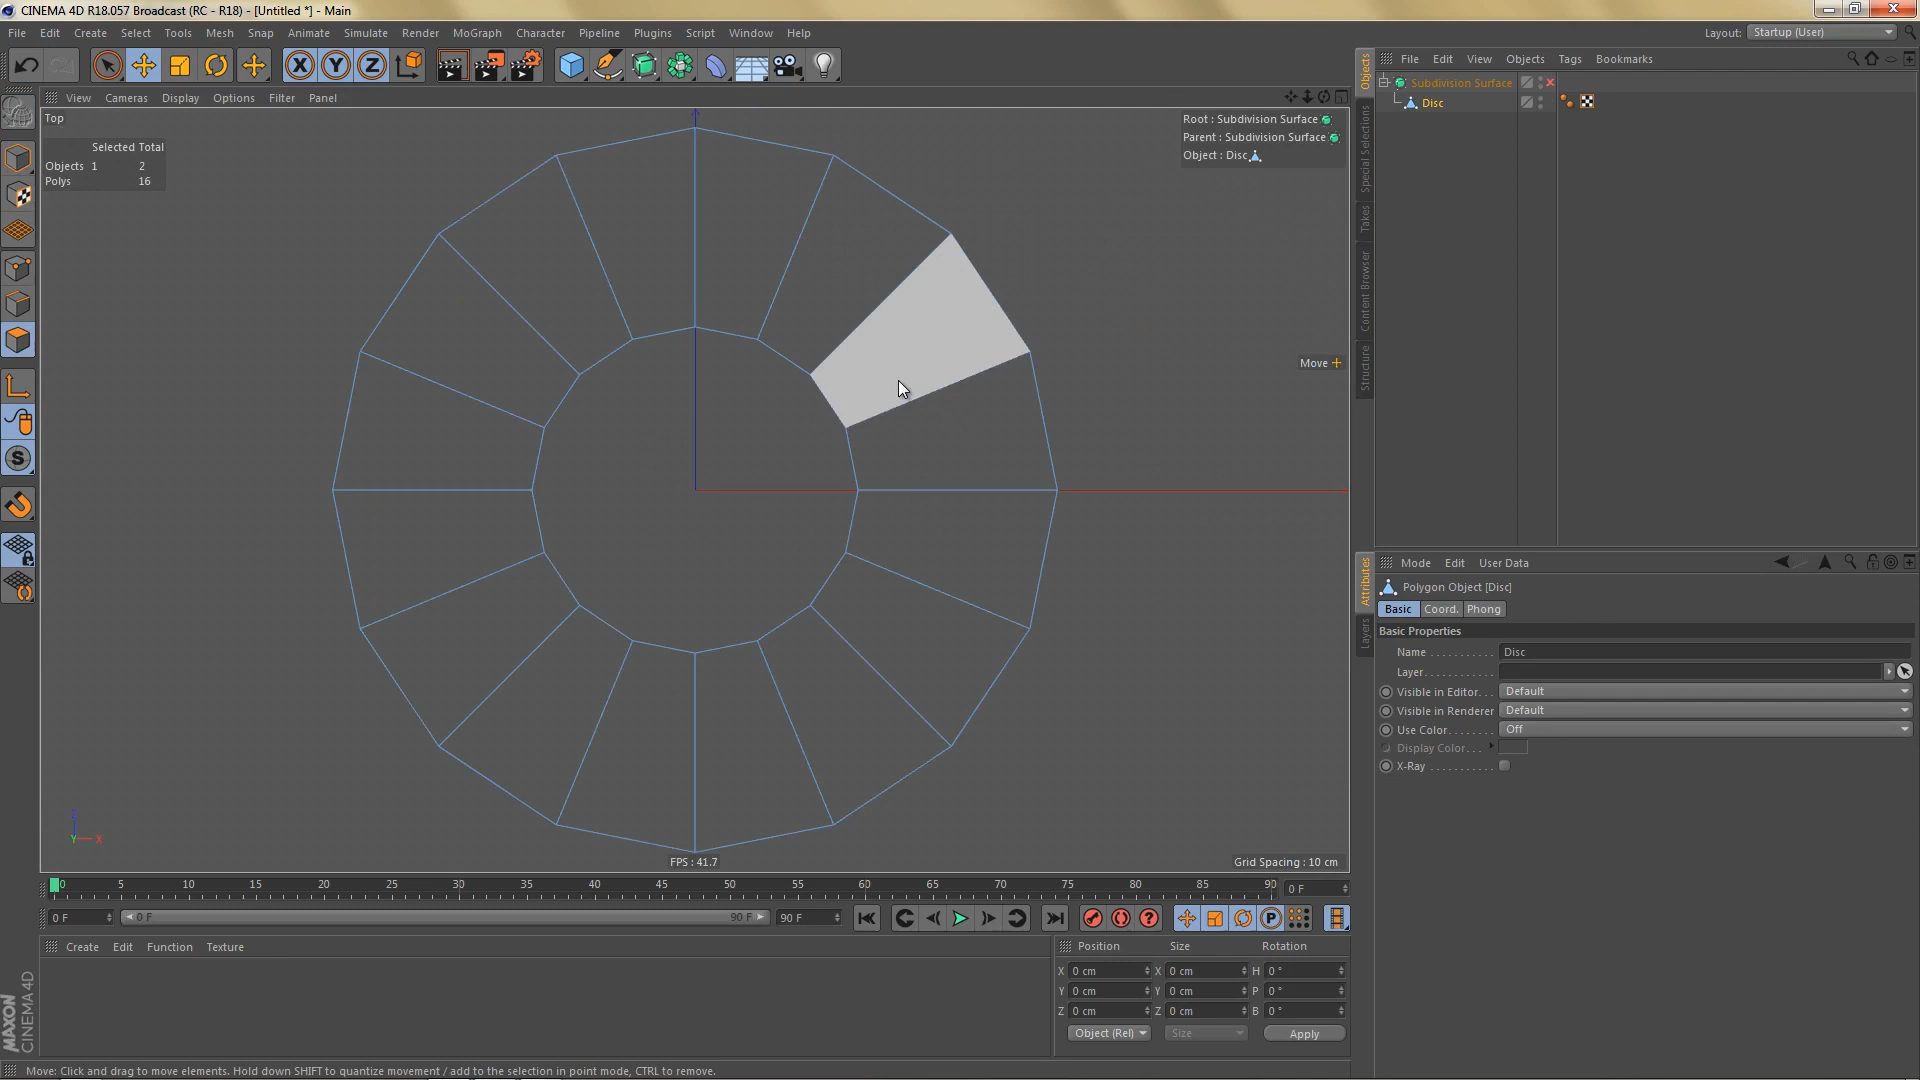 CINEMA 4D R18.057 Broadcast (RC - R18) - [Untitled *] - Main
File Edit Create Select Tools Mesh Snap Animate Simulate Render MoGraph Character Pipeline Plugins Script Window Help
Layout: Startup (User)
X Y Z
View Cameras Display Options Filter Panel
Top
Selected Total
Objects 1 2
Polys 16
Root : Subdivision Surface
Parent : Subdivision Surface
Object : Disc
Move
FPS : 41.7
Grid Spacing : 10 cm
Z
Y X
0 5 10 15 20 25 30 35 40 45 50 55 60 65 70 75 80 85 90
0 F
0 F 0 F 90 F 90 F
Create Edit Function Texture
Position Size Rotation
X 0 cm X 0 cm H 0 °
Y 0 cm Y 0 cm P 0 °
Z 0 cm Z 0 cm B 0 °
Object (Rel) Size Apply
MAXON
CINEMA 4D
Move: Click and drag to move elements. Hold down SHIFT to quantize movement / add to the selection in point mode, CTRL to remove.
Objects
Special Selections
Takes
Content Browser
Structure
File Edit View Objects Tags Bookmarks
Subdivision Surface
Disc
Attributes
Layers
Mode Edit User Data
Polygon Object [Disc]
Basic Coord. Phong
Basic Properties
Name . . . . . . . . . . . Disc
Layer . . . . . . . . . . .
Visible in Editor . . . Default
Visible in Renderer Default
Use Color . . . . . . . . Off
Display Color . . .
X-Ray . . . . . . . . . . .